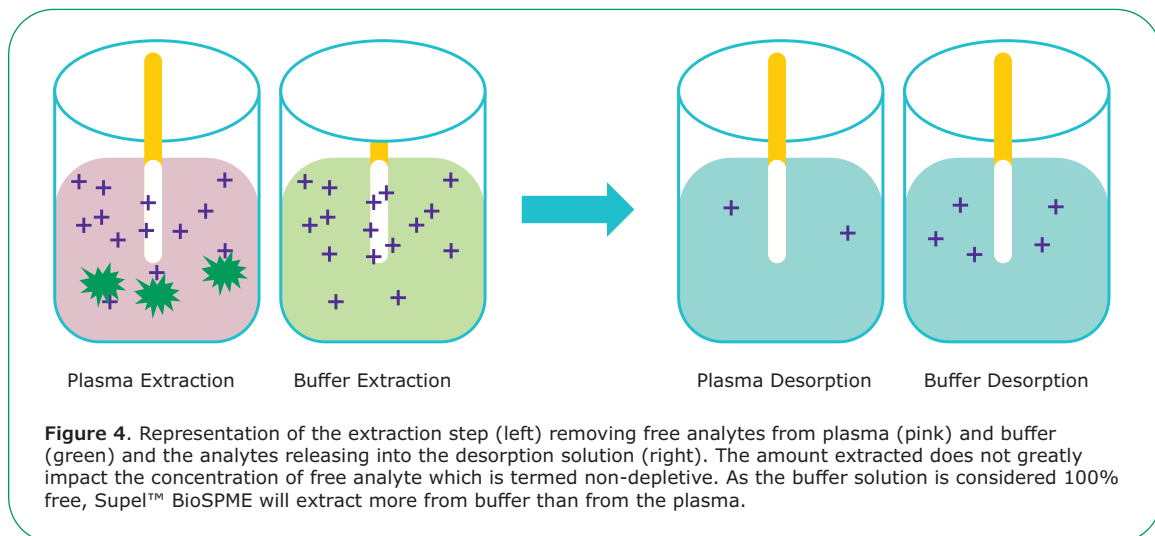 Plasma Extraction
Buffer Extraction
Plasma Desorption
Buffer Desorption
Figure 4. Representation of the extraction step (left) removing free analytes from plasma (pink) and buffer
(green) and the analytes releasing into the desorption solution (right). The amount extracted does not greatly
impact the concentration of free analyte which is termed non-depletive. As the buffer solution is considered 100%
free, Supel™ BioSPME will extract more from buffer than from the plasma.